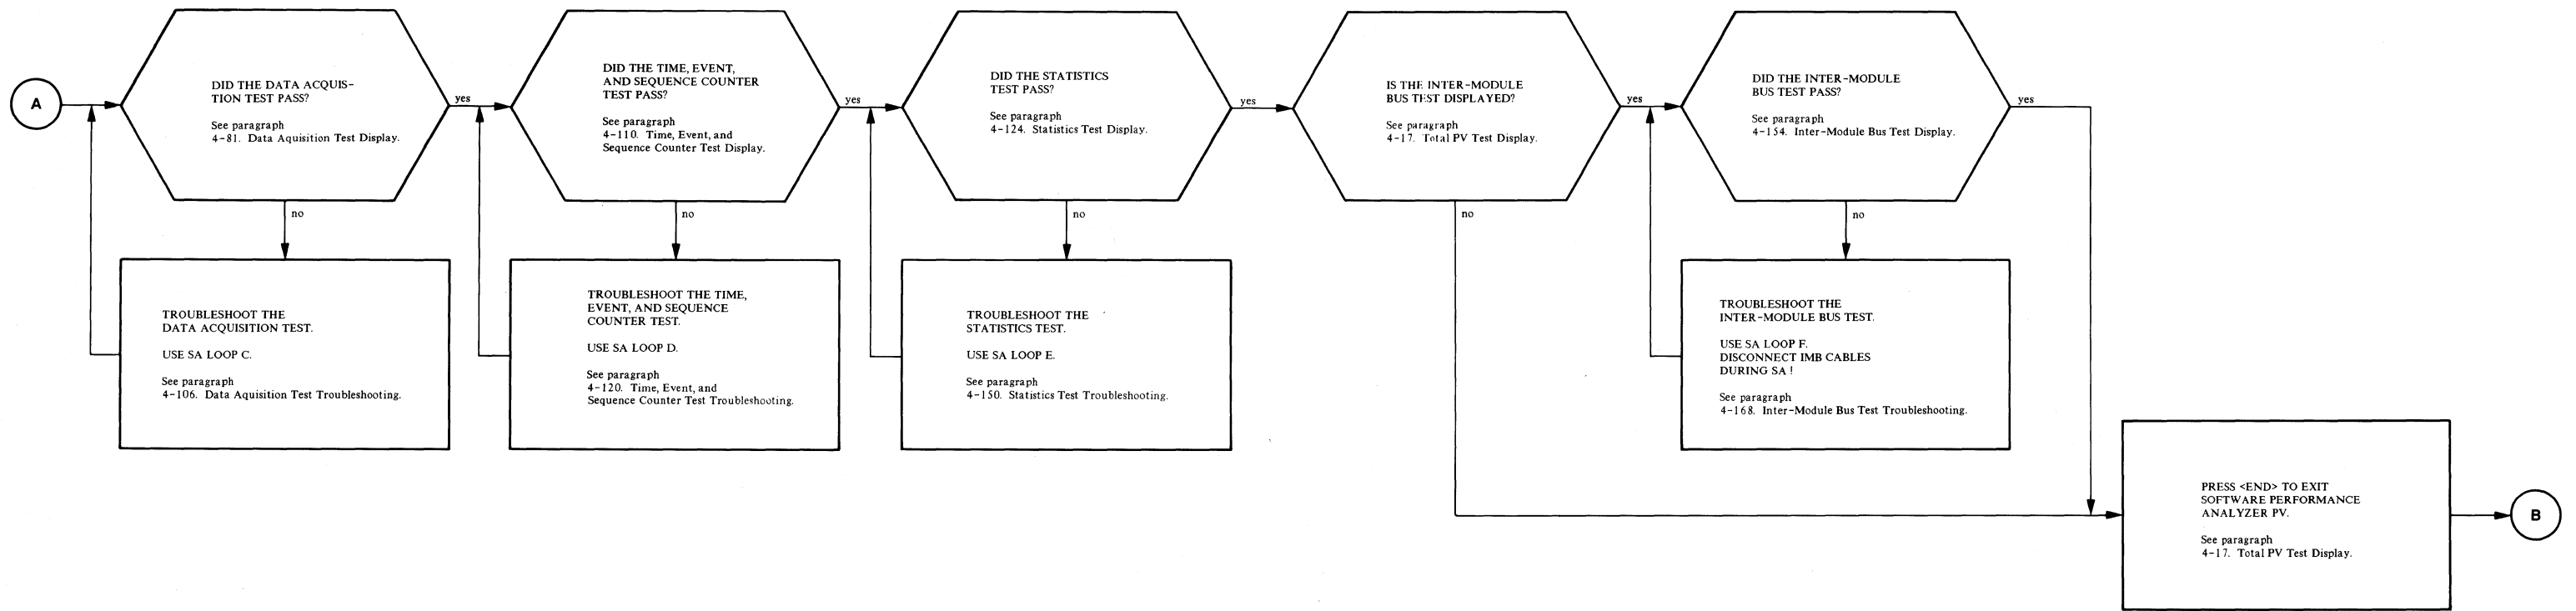 A
DID THE DATA ACQUIS-
TION TEST PASS?
See paragraph
4-81. Data Aquisition Test Display.
yes
no
TROUBLESHOOT THE
DATA ACQUISITION TEST.
USE SA LOOP C.
See paragraph
4-106. Data Aquisition Test Troubleshooting.
DID THE TIME, EVENT,
AND SEQUENCE COUNTER
TEST PASS?
See paragraph
4-110. Time, Event, and
Sequence Counter Test Display.
yes
no
TROUBLESHOOT THE TIME,
EVENT, AND SEQUENCE
COUNTER TEST.
USE SA LOOP D.
See paragraph
4-120. Time, Event, and
Sequence Counter Test Troubleshooting.
DID THE STATISTICS
TEST PASS?
See paragraph
4-124. Statistics Test Display.
yes
no
TROUBLESHOOT THE
STATISTICS TEST.
USE SA LOOP E.
See paragraph
4-150. Statistics Test Troubleshooting.
IS THE INTER-MODULE
BUS TEST DISPLAYED?
See paragraph
4-17. Total PV Test Display.
yes
no
DID THE INTER-MODULE
BUS TEST PASS?
See paragraph
4-154. Inter-Module Bus Test Display.
yes
no
TROUBLESHOOT THE
INTER-MODULE BUS TEST.
USE SA LOOP F.
DISCONNECT IMB CABLES
DURING SA !
See paragraph
4-168. Inter-Module Bus Test Troubleshooting.
PRESS <END> TO EXIT
SOFTWARE PERFORMANCE
ANALYZER PV.
See paragraph
4-17. Total PV Test Display.
B